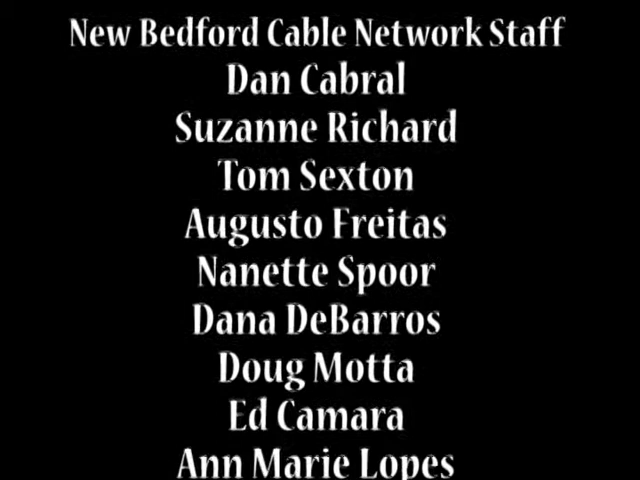 New Bedford Cable Network Staff
Dan Cabral
Suzanne Richard
Tom Sexton
Augusto Freitas
Nanette Spoor
Dana DeBarros
Doug Motta
Ed Camara
Ann Marie Lopes